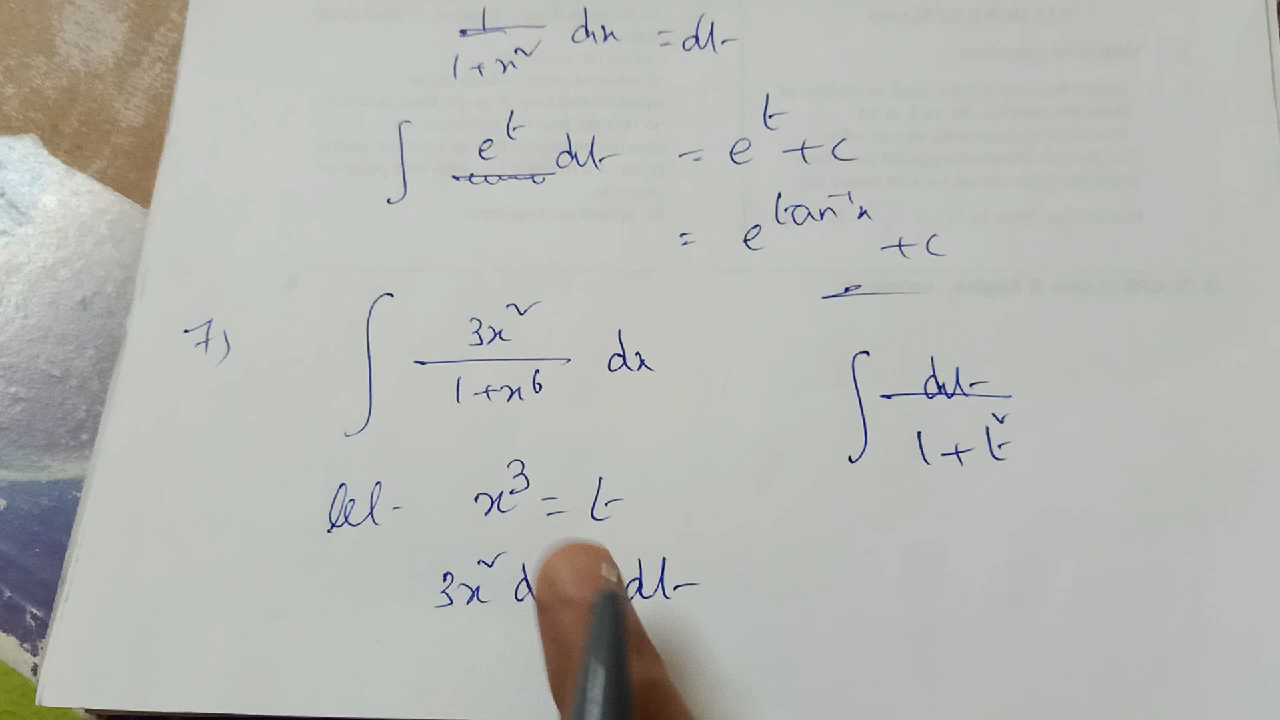 1/(1+x²) dx = dt
∫ e^t dt = e^t + c
= e^(tan⁻¹x) + c
7) ∫ 3x²/(1+x⁶) dx
∫ dt/(1+t²)
let x³ = t
3x² d dt